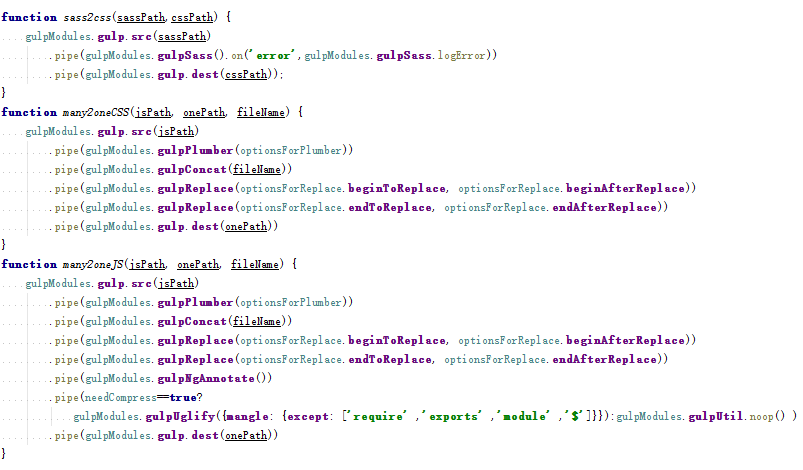 function sass2css(sassPath,cssPath) {
gulpModules.gulp.src(sassPath)
.pipe(gulpModules.gulpSass().on('error',gulpModules.gulpSass.logError))
.pipe(gulpModules.gulp.dest(cssPath));
}
function many2oneCSS(jsPath, onePath, fileName) {
gulpModules.gulp.src(jsPath)
.pipe(gulpModules.gulpPlumber(optionsForPlumber))
.pipe(gulpModules.gulpConcat(fileName))
.pipe(gulpModules.gulpReplace(optionsForReplace.beginToReplace, optionsForReplace.beginAfterReplace))
.pipe(gulpModules.gulpReplace(optionsForReplace.endToReplace, optionsForReplace.endAfterReplace))
.pipe(gulpModules.gulp.dest(onePath))
}
function many2oneJS(jsPath, onePath, fileName) {
gulpModules.gulp.src(jsPath)
.pipe(gulpModules.gulpPlumber(optionsForPlumber))
.pipe(gulpModules.gulpConcat(fileName))
.pipe(gulpModules.gulpReplace(optionsForReplace.beginToReplace, optionsForReplace.beginAfterReplace))
.pipe(gulpModules.gulpReplace(optionsForReplace.endToReplace, optionsForReplace.endAfterReplace))
.pipe(gulpModules.gulpNgAnnotate())
.pipe(needCompress==true?
gulpModules.gulpUglify({mangle: {except: ['require' ,'exports' ,'module' ,'$']}}):gulpModules.gulpUtil.noop() )
.pipe(gulpModules.gulp.dest(onePath))
}